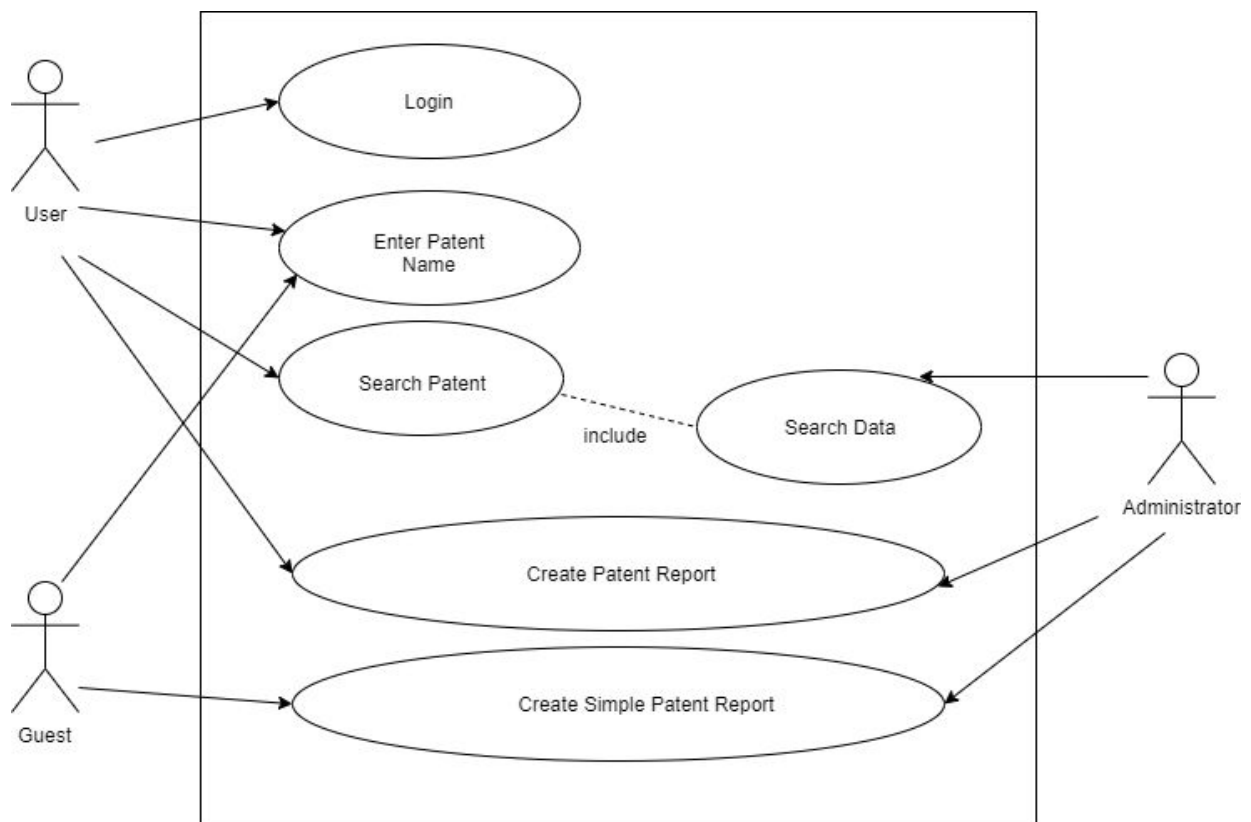 Login
User
Enter Patent
Name
Search Patent
include
Search Data
Administrator
Create Patent Report
Create Simple Patent Report
Guest